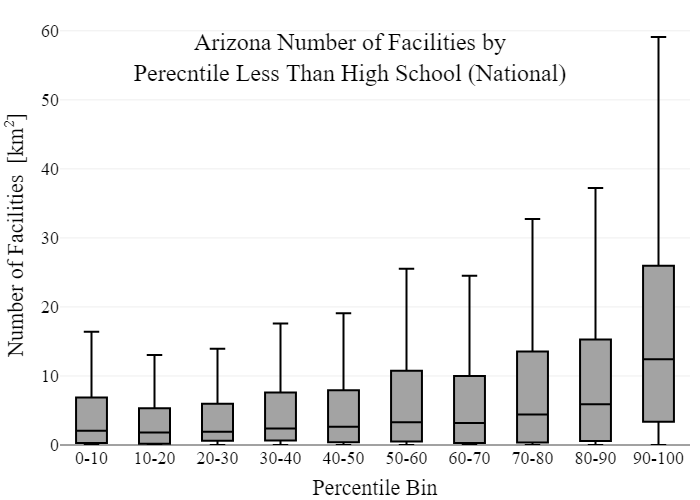 Arizona Number of Facilities by
Perecntile Less Than High School (National)
Number of Facilities [km²]
60
50
40
30
20
10
0
0-10 10-20 20-30 30-40 40-50 50-60 60-70 70-80 80-90 90-100
Percentile Bin